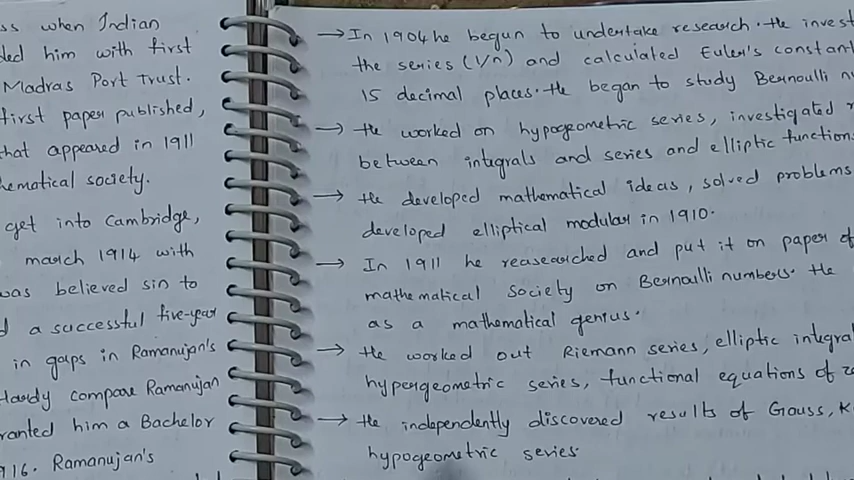 ss when Indian
ded him with first
Madras Port Trust.
first paper published,
that appeared in 1911
hematical society.
get into Cambridge,
march 1914 with
was believed sin to
d a successful five-year
in gaps in Ramanujan's
Hardy compare Ramanujan
ranted him a Bachelor
916. Ramanujan's
→ In 1904 he begun to undertake research. He invest
the series (1/n) and calculated Euler's constant
15 decimal places. He began to study Bernoulli nu
→ He worked on hypogeometric series, investigated r
between integrals and series and elliptic function
→ He developed mathematical ideas, solved problems
developed elliptical modular in 1910.
→ In 1911 he reasearched and put it on paper of
mathematical society on Bernaulli numbers. He
as a mathematical genius.
→ He worked out Riemann series, elliptic integral
hypergeometric series, functional equations of z
→ He independently discovered results of Gauss, K
hypogeometric series.